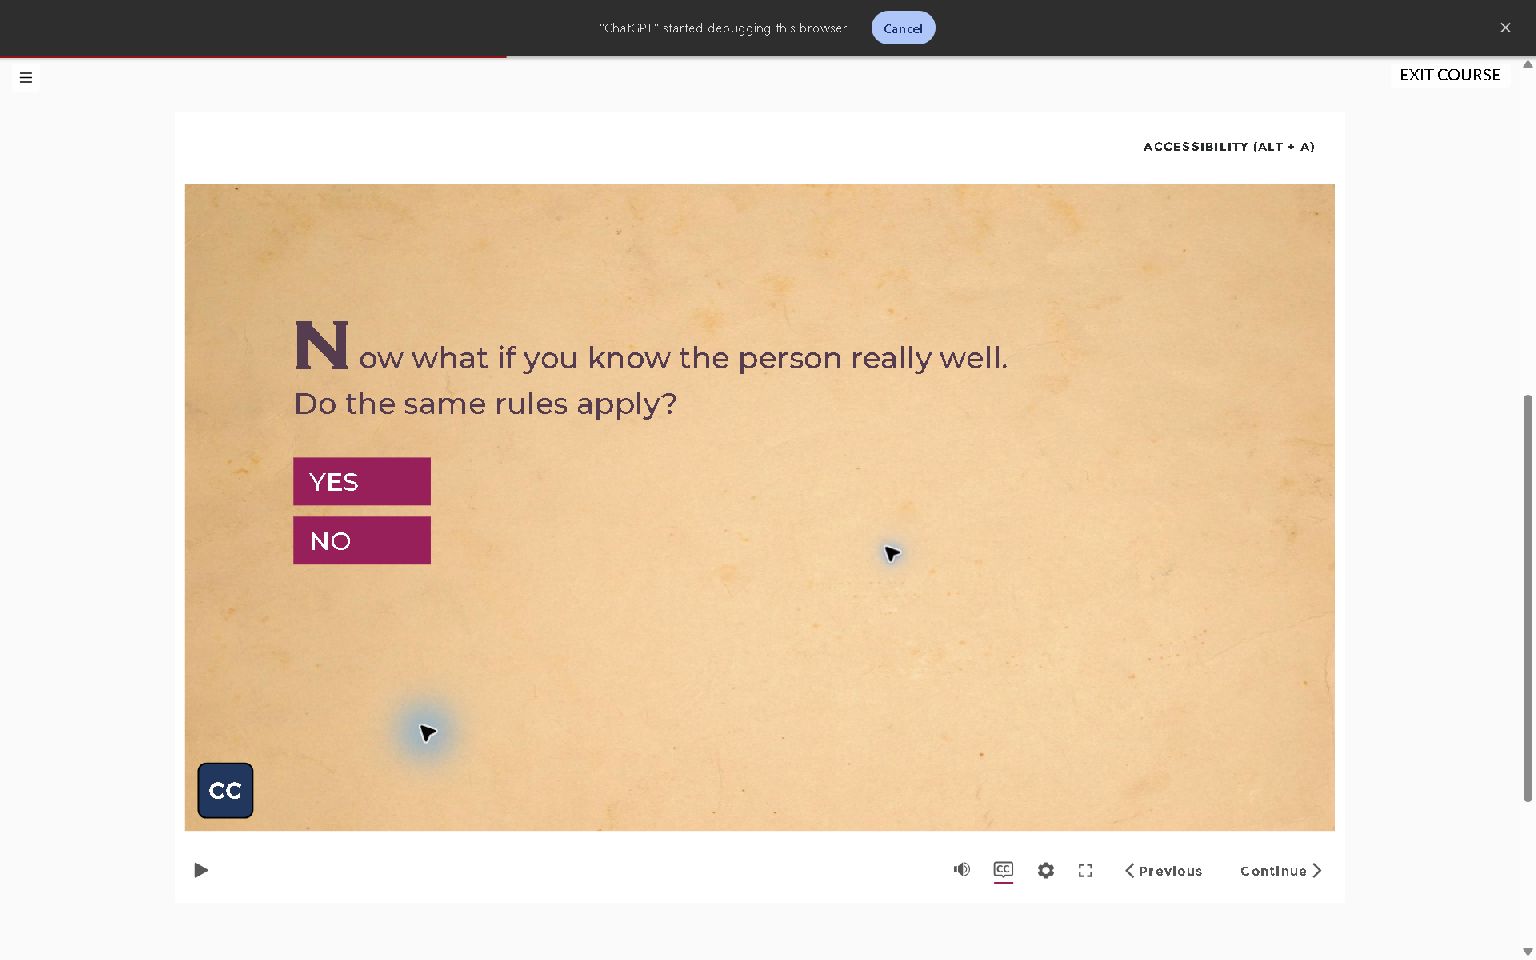 "ChatGPT" started debugging this browser
Cancel
EXIT COURSE
ACCESSIBILITY (ALT + A)
Now what if you know the person really well.
Do the same rules apply?
YES
NO
CC
CC
Previous
Continue